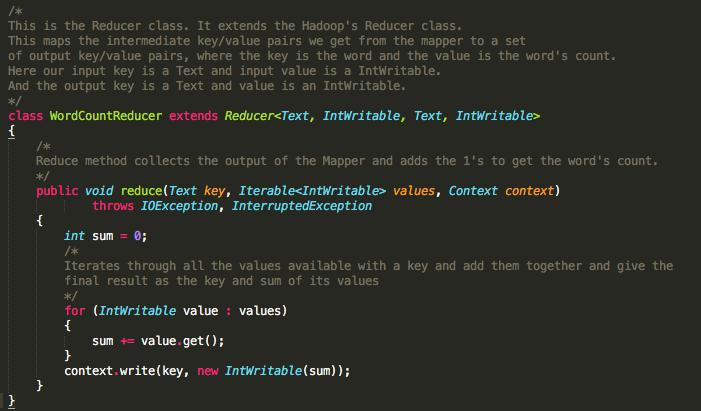 /*
This is the Reducer class. It extends the Hadoop's Reducer class.
This maps the intermediate key/value pairs we get from the mapper to a set
of output key/value pairs, where the key is the word and the value is the word's count.
Here our input key is a Text and input value is a IntWritable.
And the output key is a Text and value is an IntWritable.
*/
class WordCountReducer extends Reducer<Text, IntWritable, Text, IntWritable>
{
    /*
    Reduce method collects the output of the Mapper and adds the 1's to get the word's count.
    */
    public void reduce(Text key, Iterable<IntWritable> values, Context context)
            throws IOException, InterruptedException
    {
        int sum = 0;
        /*
        Iterates through all the values available with a key and add them together and give the
        final result as the key and sum of its values
        */
        for (IntWritable value : values)
        {
            sum += value.get();
        }
        context.write(key, new IntWritable(sum));
    }
}